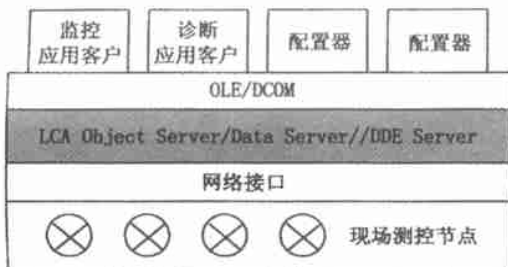 监控
应用客户
诊断
应用客户
配置器
配置器
OLE/DCOM
LCA Object Server/Data Server//DDE Server
网络接口
现场测控节点